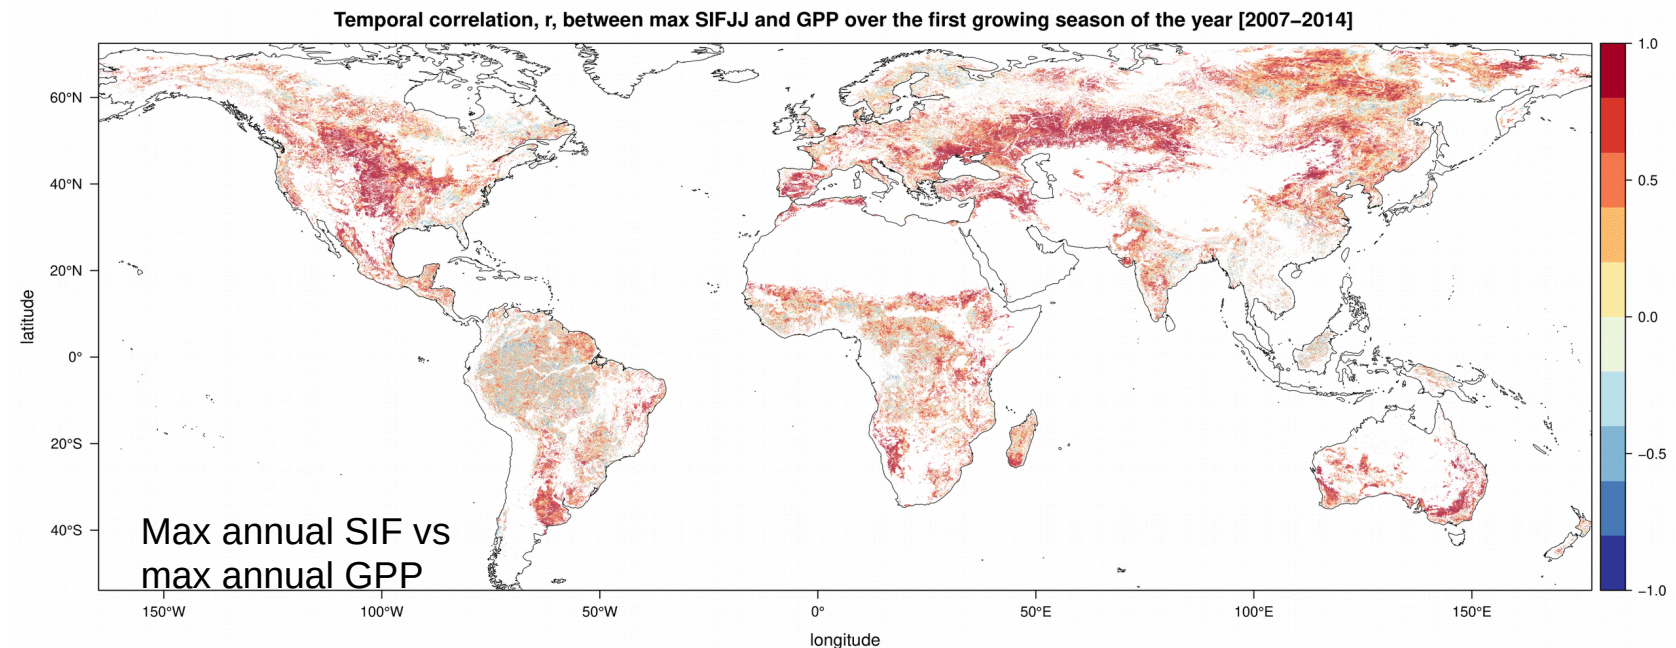 Temporal correlation, r, between max SIFJJ and GPP over the first growing season of the year [2007−2014]
1.0
60°N
0.5
40°N
20°N
0.0
latitude
0°
20°S
−0.5
40°S
Max annual SIF vs
max annual GPP
−1.0
150°W 100°W 50°W 0° 50°E 100°E 150°E
longitude